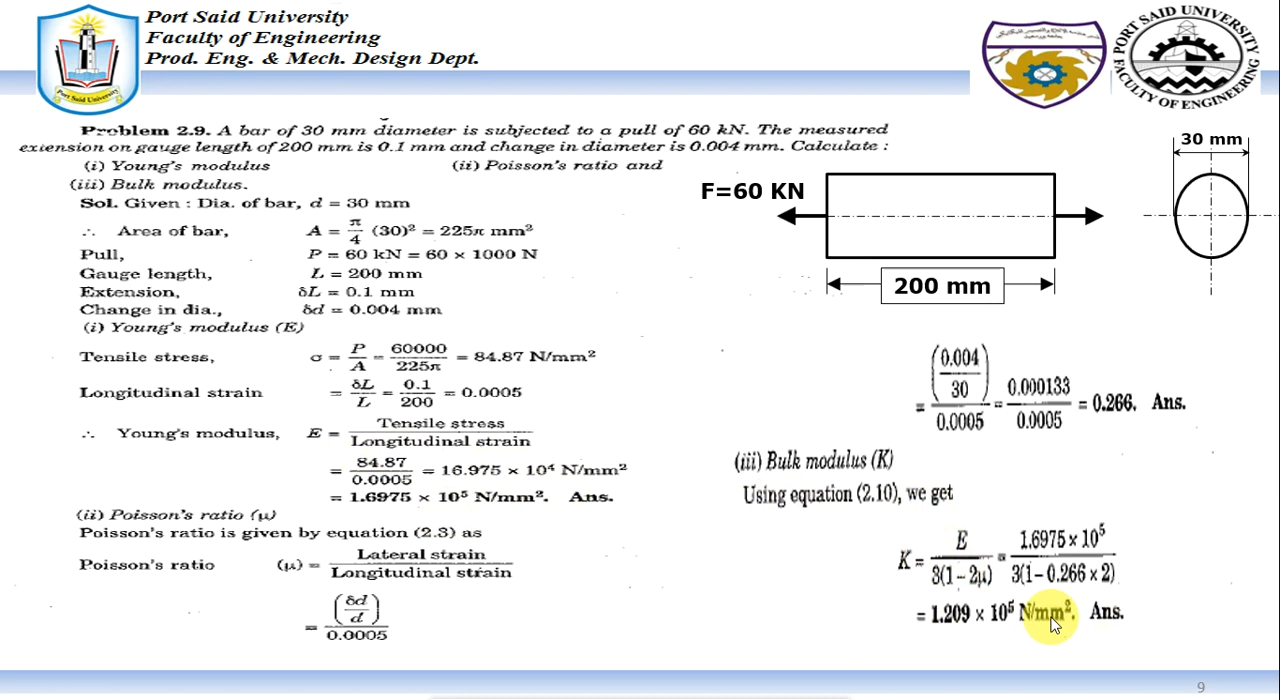 Port Said University
Faculty of Engineering
Prod. Eng. & Mech. Design Dept.
Port Said University
PORT SAID UNIVERSITY
FACULTY OF ENGINEERING
Problem 2.9. A bar of 30 mm diameter is subjected to a pull of 60 kN. The measured
extension on gauge length of 200 mm is 0.1 mm and change in diameter is 0.004 mm. Calculate :
(i) Young's modulus (ii) Poisson's ratio and
(iii) Bulk modulus.
Sol. Given : Dia. of bar, d = 30 mm
∴ Area of bar, A = π/4 (30)² = 225π mm²
Pull, P = 60 kN = 60 × 1000 N
Gauge length, L = 200 mm
Extension, δL = 0.1 mm
Change in dia., δd = 0.004 mm
(i) Young's modulus (E)
Tensile stress, σ = P/A = 60000/225π = 84.87 N/mm²
Longitudinal strain = δL/L = 0.1/200 = 0.0005
∴ Young's modulus, E = Tensile stress/Longitudinal strain
= 84.87/0.0005 = 16.975 × 10⁴ N/mm²
= 1.6975 × 10⁵ N/mm². Ans.
(ii) Poisson's ratio (μ)
Poisson's ratio is given by equation (2.3) as
Poisson's ratio (μ) = Lateral strain/Longitudinal strain
= (δd/d)/0.0005
F=60 KN
200 mm
30 mm
= (0.004/30)/0.0005 = 0.000133/0.0005 = 0.266. Ans.
(iii) Bulk modulus (K)
Using equation (2.10), we get
K = E/3(1 – 2μ) = 1.6975 × 10⁵/3(1 – 0.266 × 2)
= 1.209 × 10⁵ N/mm². Ans.
9